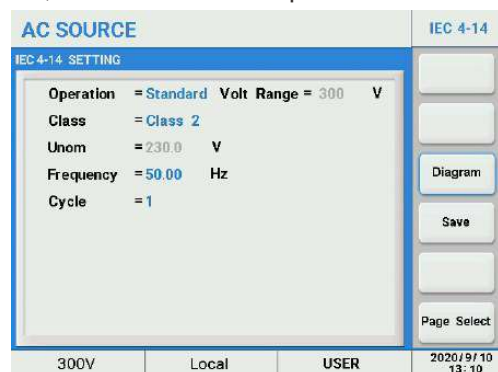 AC SOURCE
IEC 4-14
IEC 4-14 SETTING
Operation = Standard Volt Range = 300 V
Class = Class 2
Unom = 230.0 V
Frequency = 50.00 Hz
Cycle = 1
Diagram
Save
Page Select
300V Local USER 2020/9/10
13:10